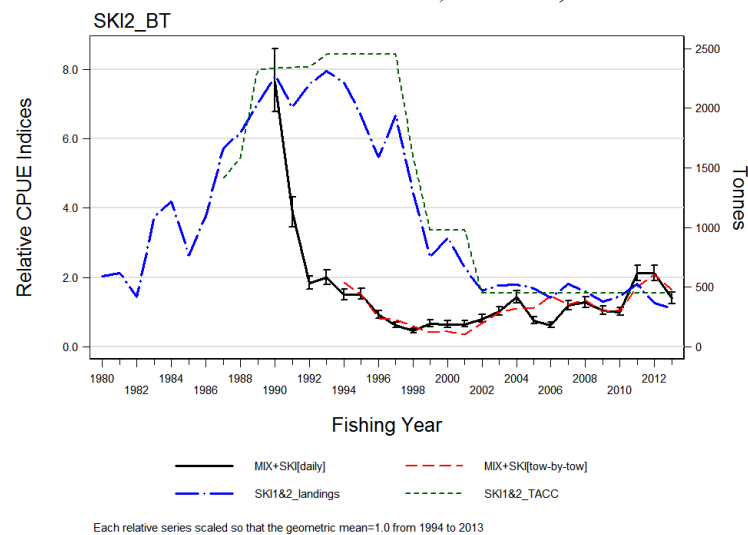 SKI2_BT
8.0
6.0
4.0
2.0
0.0
Relative CPUE Indices
2500
2000
1500
1000
500
0
Tonnes
1980 1984 1988 1990 1994 1996 2000 2004 2008 2012
1982 1986 1992 1998 2002 2006 2010
Fishing Year
MIX+SKI[daily] MIX+SKI[tow-by-tow]
SKI1&2_landings SKI1&2_TACC
Each relative series scaled so that the geometric mean=1.0 from 1994 to 2013